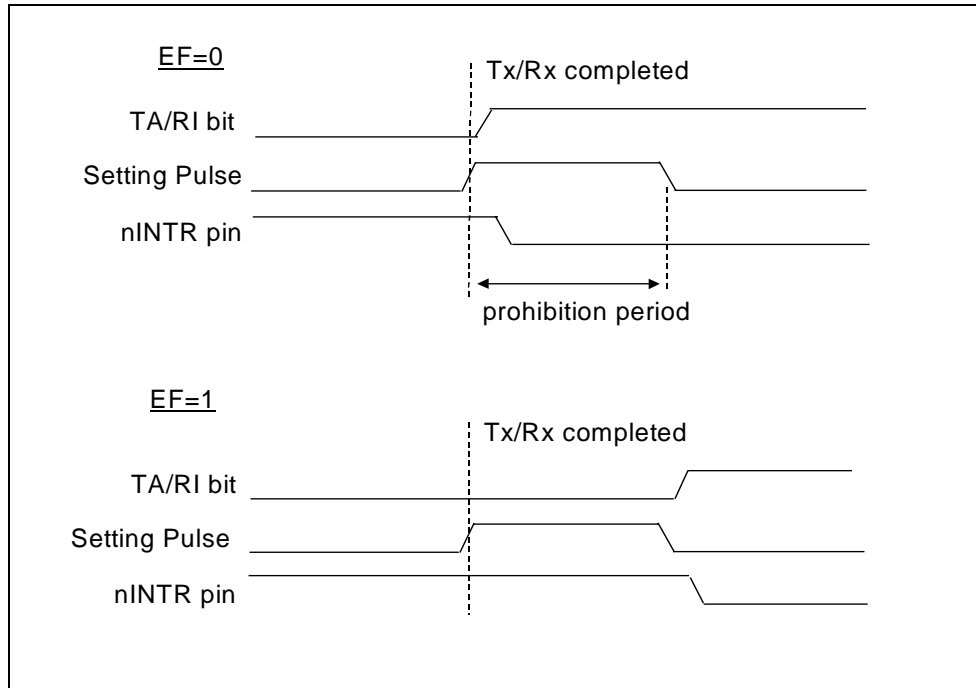 EF=0
Tx/Rx completed
TA/RI bit
Setting Pulse
nINTR pin
prohibition period
EF=1
Tx/Rx completed
TA/RI bit
Setting Pulse
nINTR pin